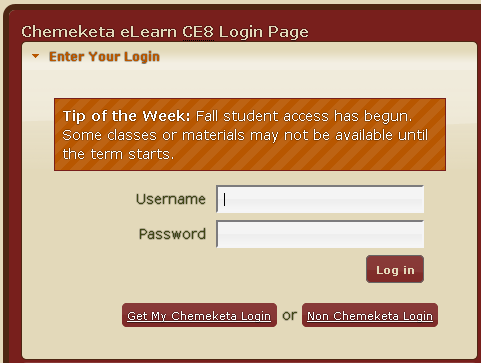 Chemeketa eLearn CE8 Login Page
Enter Your Login
Tip of the Week: Fall student access has begun.
Some classes or materials may not be available until
the term starts.
Username
Password
Log in
Get My Chemeketa Login or Non Chemeketa Login